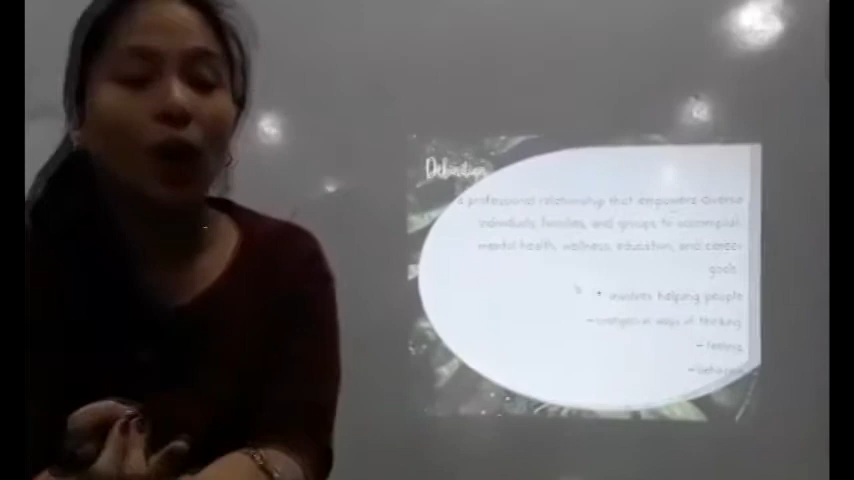 Definition
a professional relationship that empowers diverse
individuals, families, and groups to accomplish
mental health, wellness, education, and career
goals.
• involves helping people
- ways of thinking
- feeling
- behaving